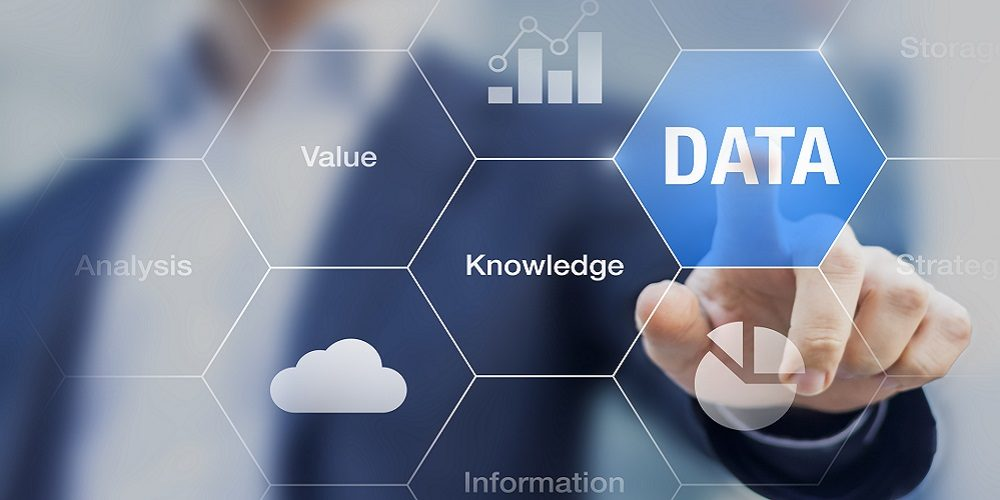 Storag
DATA
Value
Analysis
Knowledge
Strateg
Information